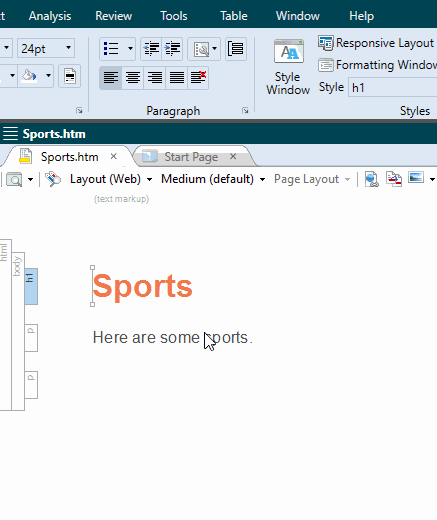 Analysis Review Tools Table Window Help
24pt
Responsive Layout
Formatting Window
Style Window
Style h1
Paragraph Styles
Sports.htm
Sports.htm × Start Page ×
Layout (Web) Medium (default) Page Layout
(text markup)
html body h1 p p
Sports
Here are some sports.